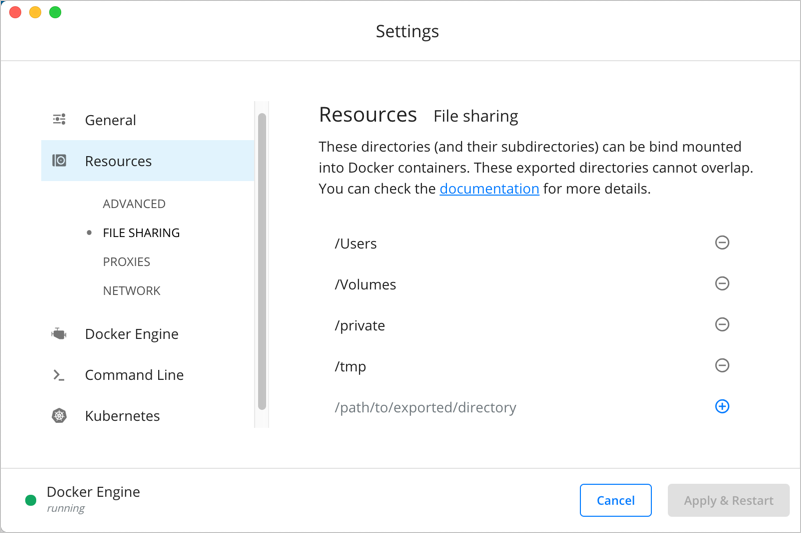 Settings
General
Resources
ADVANCED
FILE SHARING
PROXIES
NETWORK
Docker Engine
Command Line
Kubernetes
Resources File sharing
These directories (and their subdirectories) can be bind mounted
into Docker containers. These exported directories cannot overlap.
You can check the documentation for more details.
/Users
/Volumes
/private
/tmp
/path/to/exported/directory
Docker Engine
running
Cancel
Apply & Restart